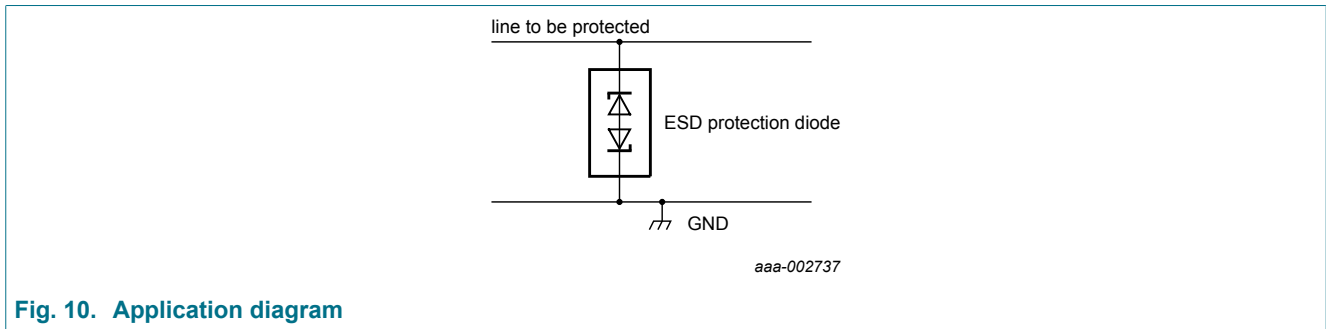 line to be protected
ESD protection diode
GND
aaa-002737
Fig. 10. Application diagram